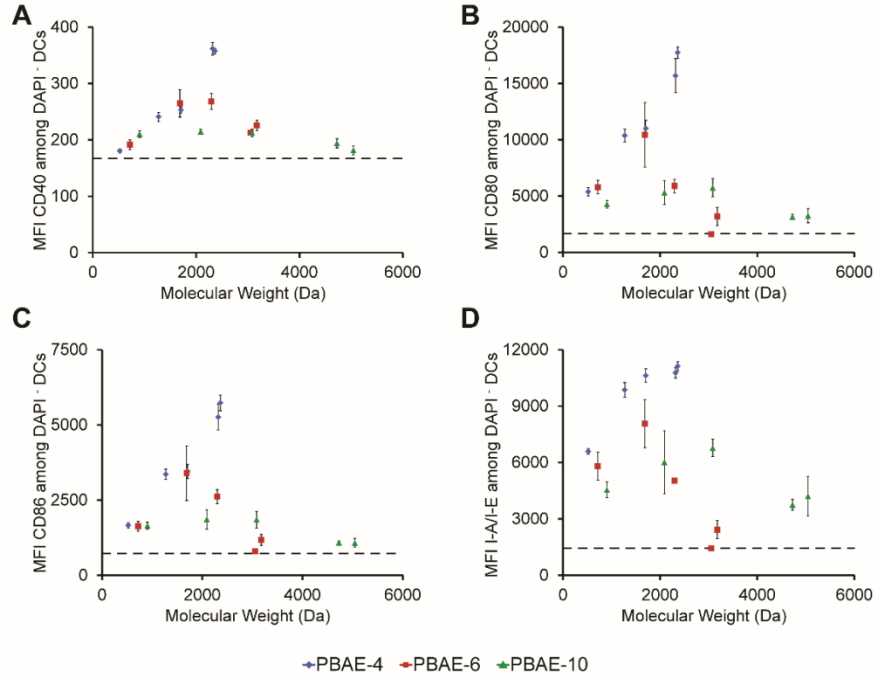 A
MFI CD40 among DAPI - DCs
400
300
200
100
0
0 2000 4000 6000
Molecular Weight (Da)
B
MFI CD80 among DAPI - DCs
20000
15000
10000
5000
0
0 2000 4000 6000
Molecular Weight (Da)
C
MFI CD86 among DAPI - DCs
7500
5000
2500
0
0 2000 4000 6000
Molecular Weight (Da)
D
MFI I-A/I-E among DAPI - DCs
12000
9000
6000
3000
0
0 2000 4000 6000
Molecular Weight (Da)
PBAE-4 PBAE-6 PBAE-10